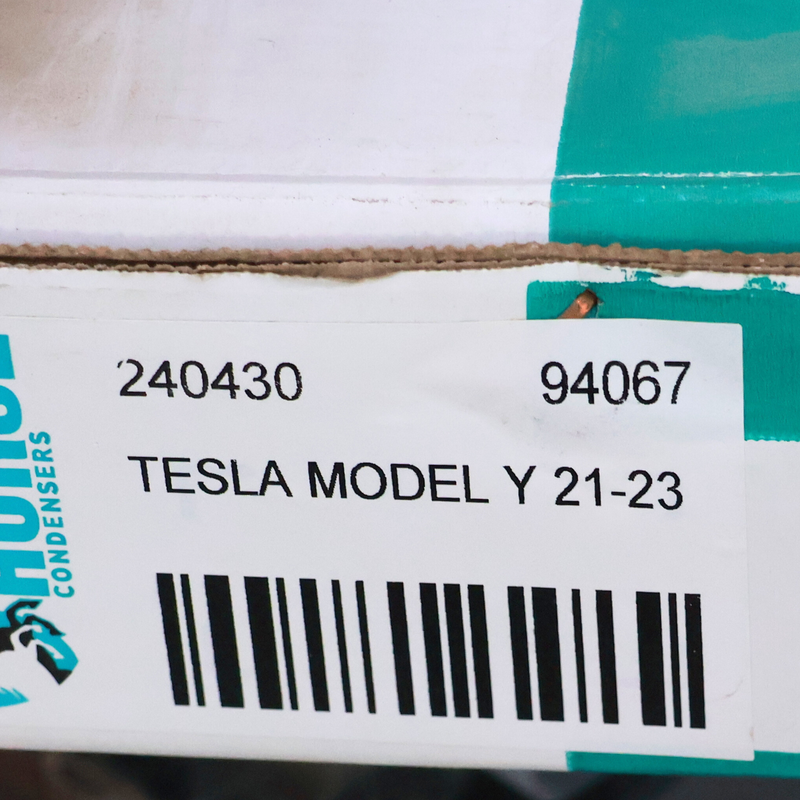 240430 94067
TESLA MODEL Y 21-23
CONDENSERS